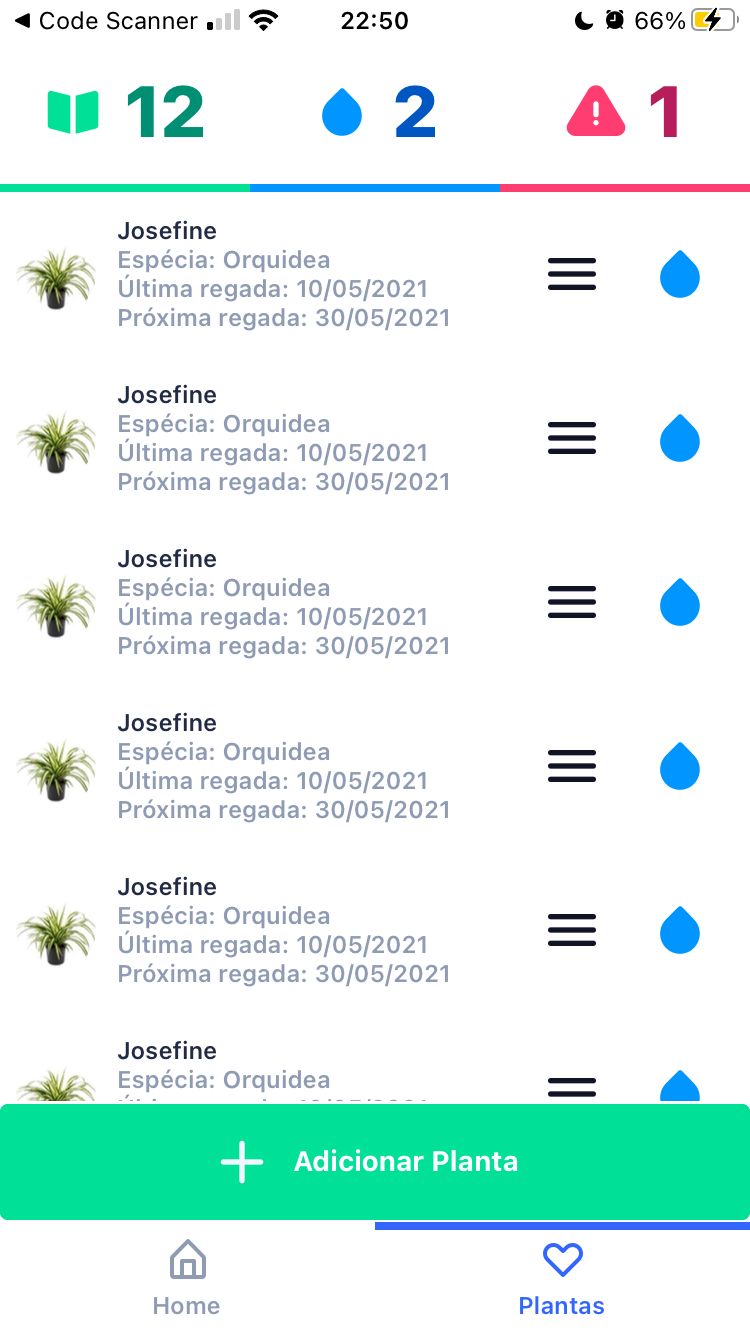 Code Scanner 22:50 66%
12 2 1
Josefine
Espécia: Orquidea
Última regada: 10/05/2021
Próxima regada: 30/05/2021
Josefine
Espécia: Orquidea
Última regada: 10/05/2021
Próxima regada: 30/05/2021
Josefine
Espécia: Orquidea
Última regada: 10/05/2021
Próxima regada: 30/05/2021
Josefine
Espécia: Orquidea
Última regada: 10/05/2021
Próxima regada: 30/05/2021
Josefine
Espécia: Orquidea
Última regada: 10/05/2021
Próxima regada: 30/05/2021
Josefine
Espécia: Orquidea
Adicionar Planta
Home Plantas